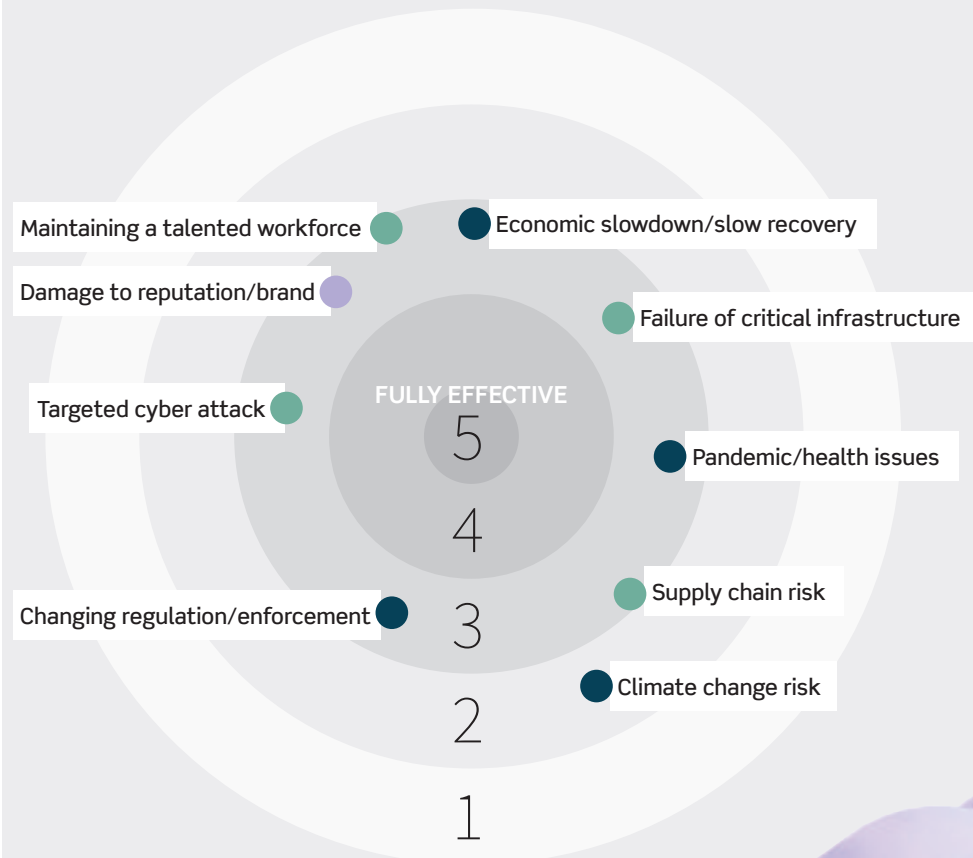 Maintaining a talented workforce
Economic slowdown/slow recovery
Damage to reputation/brand
Failure of critical infrastructure
FULLY EFFECTIVE
Targeted cyber attack
5
Pandemic/health issues
4
Supply chain risk
Changing regulation/enforcement
3
Climate change risk
2
1